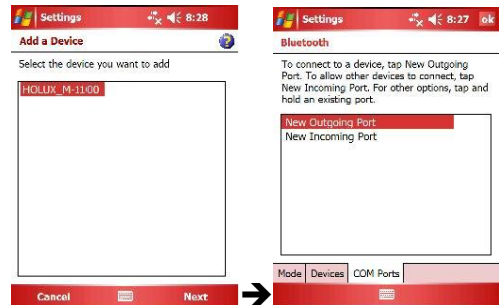 Settings 8:28
Add a Device
Select the device you want to add
HOLUX_M-1100
Cancel Next
Settings 8:27 ok
Bluetooth
To connect to a device, tap New Outgoing
Port. To allow other devices to connect, tap
New Incoming Port. For other options, tap and
hold an existing port.
New Outgoing Port
New Incoming Port
Mode Devices COM Ports